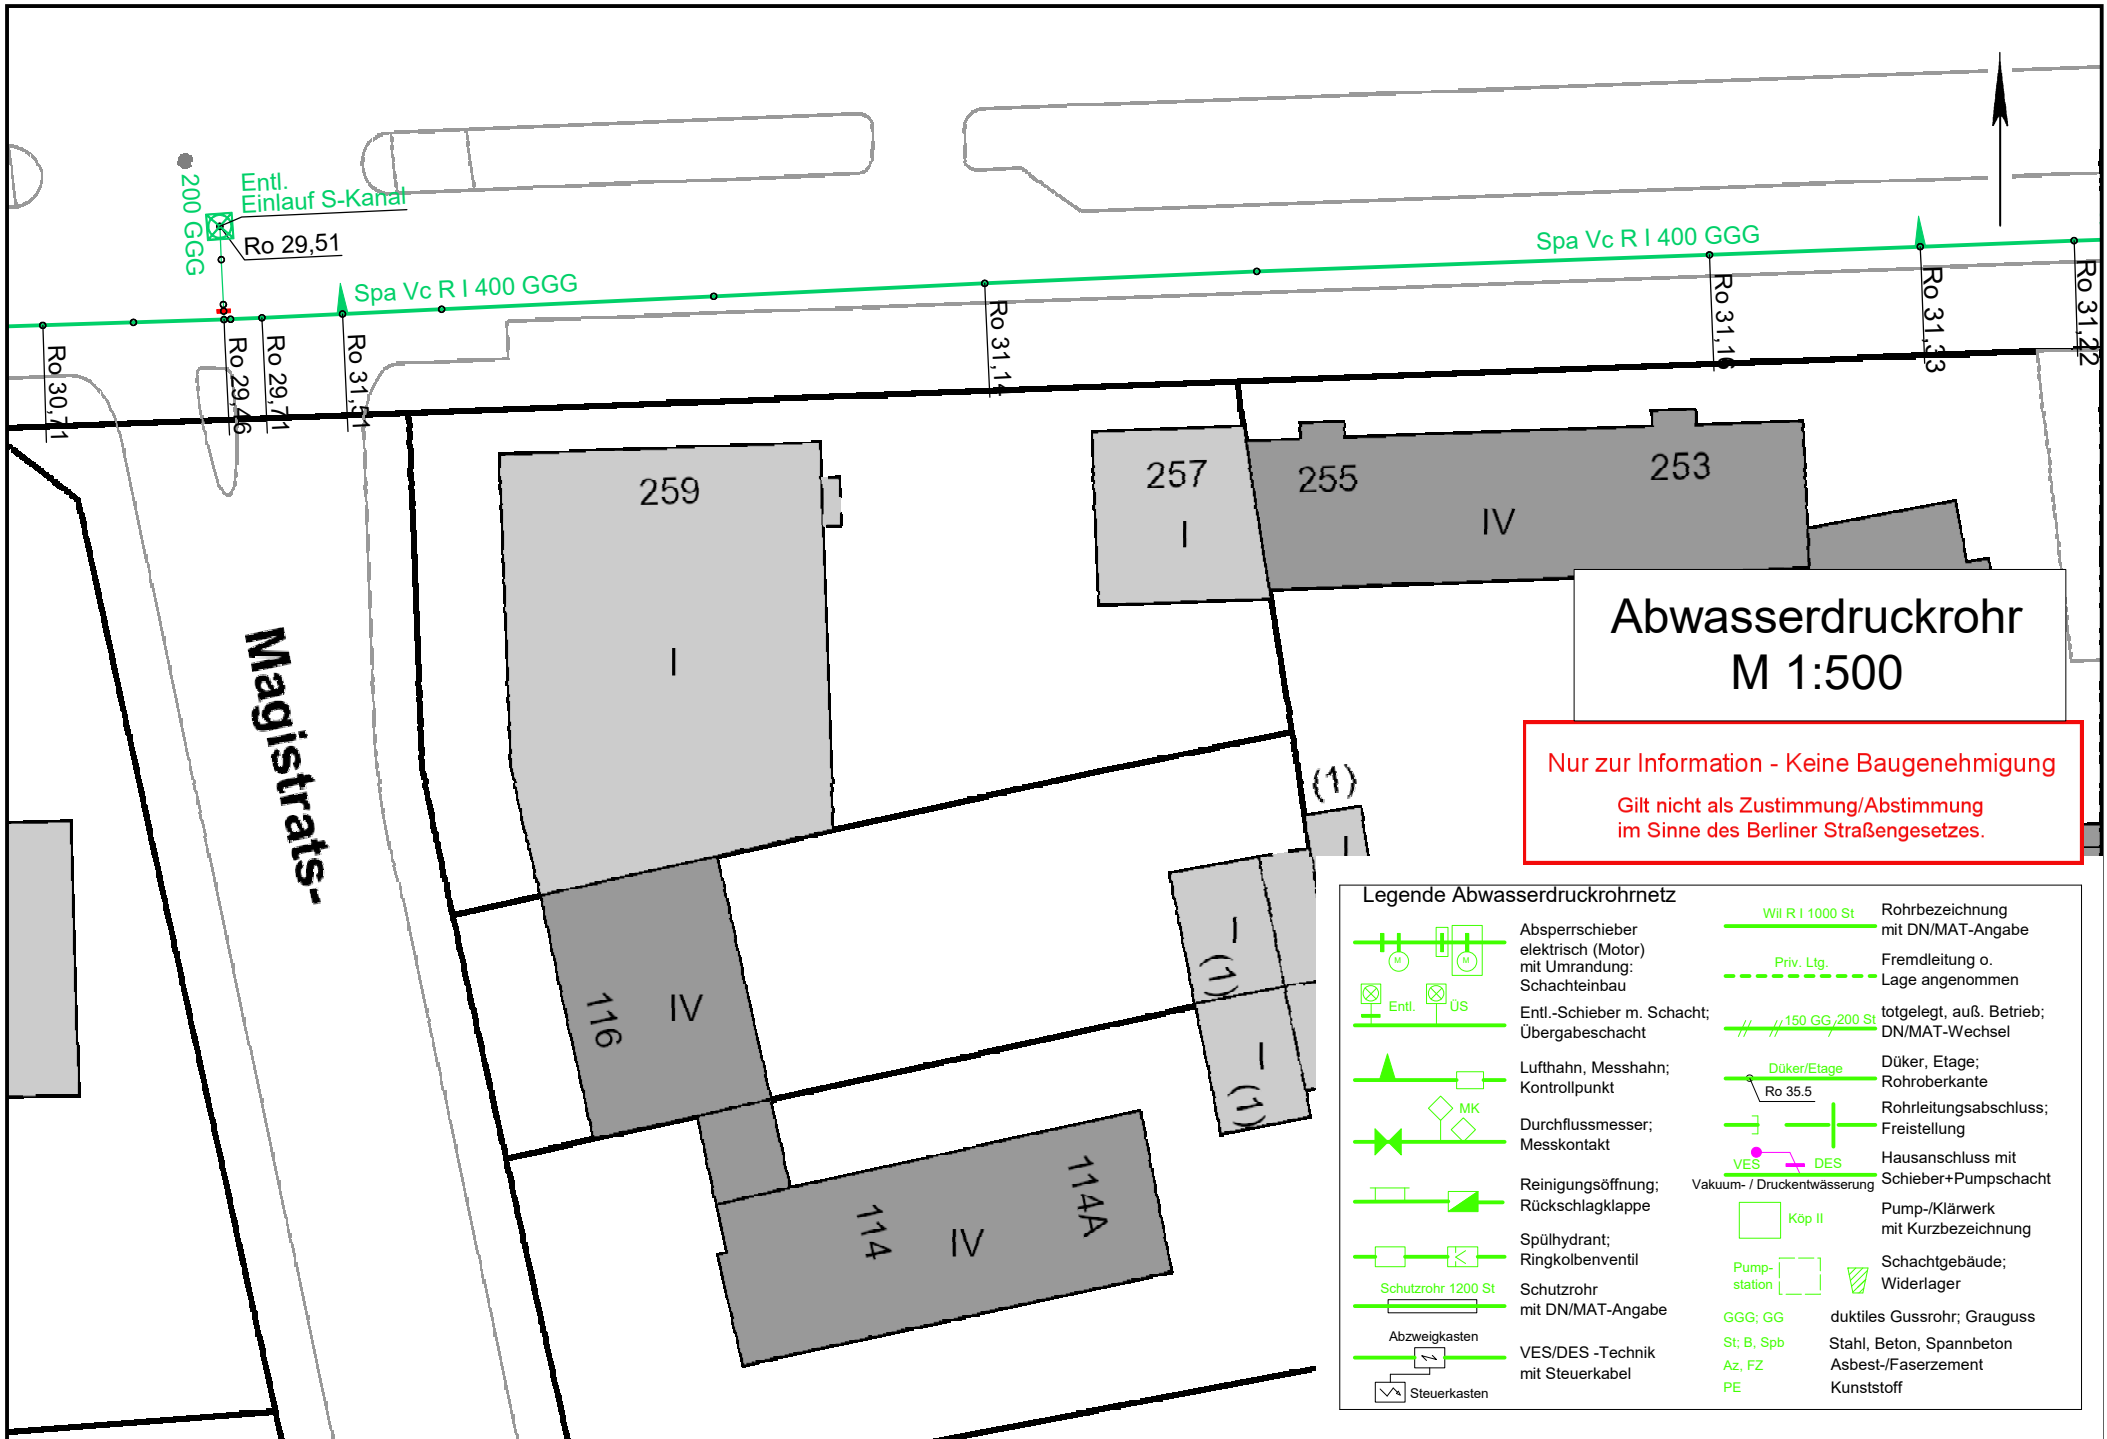 200 GGG
Entl.
Einlauf S-Kanal
Ro 29,51
Spa Vc R I 400 GGG
Spa Vc R I 400 GGG
Ro 30,71
Ro 29,46
Ro 29,71
Ro 31,51
Ro 31,14
Ro 31,16
Ro 31,33
Ro 31,22
259
I
257
I
255
253
IV
Magistrats-
116
IV
114
IV
114A
(1)
I
I
(1)
I
(1)
Abwasserdruckrohr
M 1:500
Nur zur Information - Keine Baugenehmigung
Gilt nicht als Zustimmung/Abstimmung
im Sinne des Berliner Straßengesetzes.
Legende Abwasserdruckrohrnetz
M
M
Absperrschieber
elektrisch (Motor)
mit Umrandung:
Schachteinbau
Entl.
ÜS
Entl.-Schieber m. Schacht;
Übergabeschacht
Lufthahn, Messhahn;
Kontrollpunkt
MK
Durchflussmesser;
Messkontakt
Reinigungsöffnung;
Rückschlagklappe
Spülhydrant;
Ringkolbenventil
Schutzrohr 1200 St
Schutzrohr
mit DN/MAT-Angabe
Abzweigkasten
VES/DES -Technik
mit Steuerkabel
Steuerkasten
Wil R I 1000 St
Rohrbezeichnung
mit DN/MAT-Angabe
Priv. Ltg.
Fremdleitung o.
Lage angenommen
150 GG
200 St
totgelegt, auß. Betrieb;
DN/MAT-Wechsel
Düker/Etage
Ro 35.5
Düker, Etage;
Rohroberkante
Rohrleitungsabschluss;
Freistellung
VES
DES
Vakuum- / Druckentwässerung
Hausanschluss mit
Schieber+Pumpschacht
Köp II
Pump-/Klärwerk
mit Kurzbezeichnung
Pump-
station
Schachtgebäude;
Widerlager
GGG; GG duktiles Gussrohr; Grauguss
St; B, Spb Stahl, Beton, Spannbeton
Az, FZ Asbest-/Faserzement
PE Kunststoff